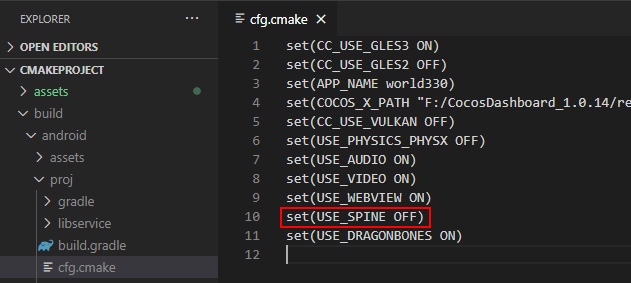 EXPLORER
OPEN EDITORS
CMAKEPROJECT
assets
build
android
assets
proj
gradle
libservice
build.gradle
cfg.cmake
cfg.cmake
1 set(CC_USE_GLES3 ON)
2 set(CC_USE_GLES2 OFF)
3 set(APP_NAME world330)
4 set(COCOS_X_PATH "F:/CocosDashboard_1.0.14/re
5 set(CC_USE_VULKAN OFF)
6 set(USE_PHYSICS_PHYSX OFF)
7 set(USE_AUDIO ON)
8 set(USE_VIDEO ON)
9 set(USE_WEBVIEW ON)
10 set(USE_SPINE OFF)
11 set(USE_DRAGONBONES ON)
12